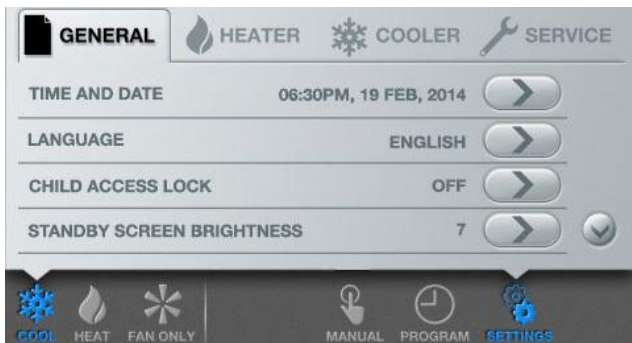 GENERAL HEATER COOLER SERVICE
TIME AND DATE 06:30PM, 19 FEB, 2014
LANGUAGE ENGLISH
CHILD ACCESS LOCK OFF
STANDBY SCREEN BRIGHTNESS 7
COOL HEAT FAN ONLY MANUAL PROGRAM SETTINGS